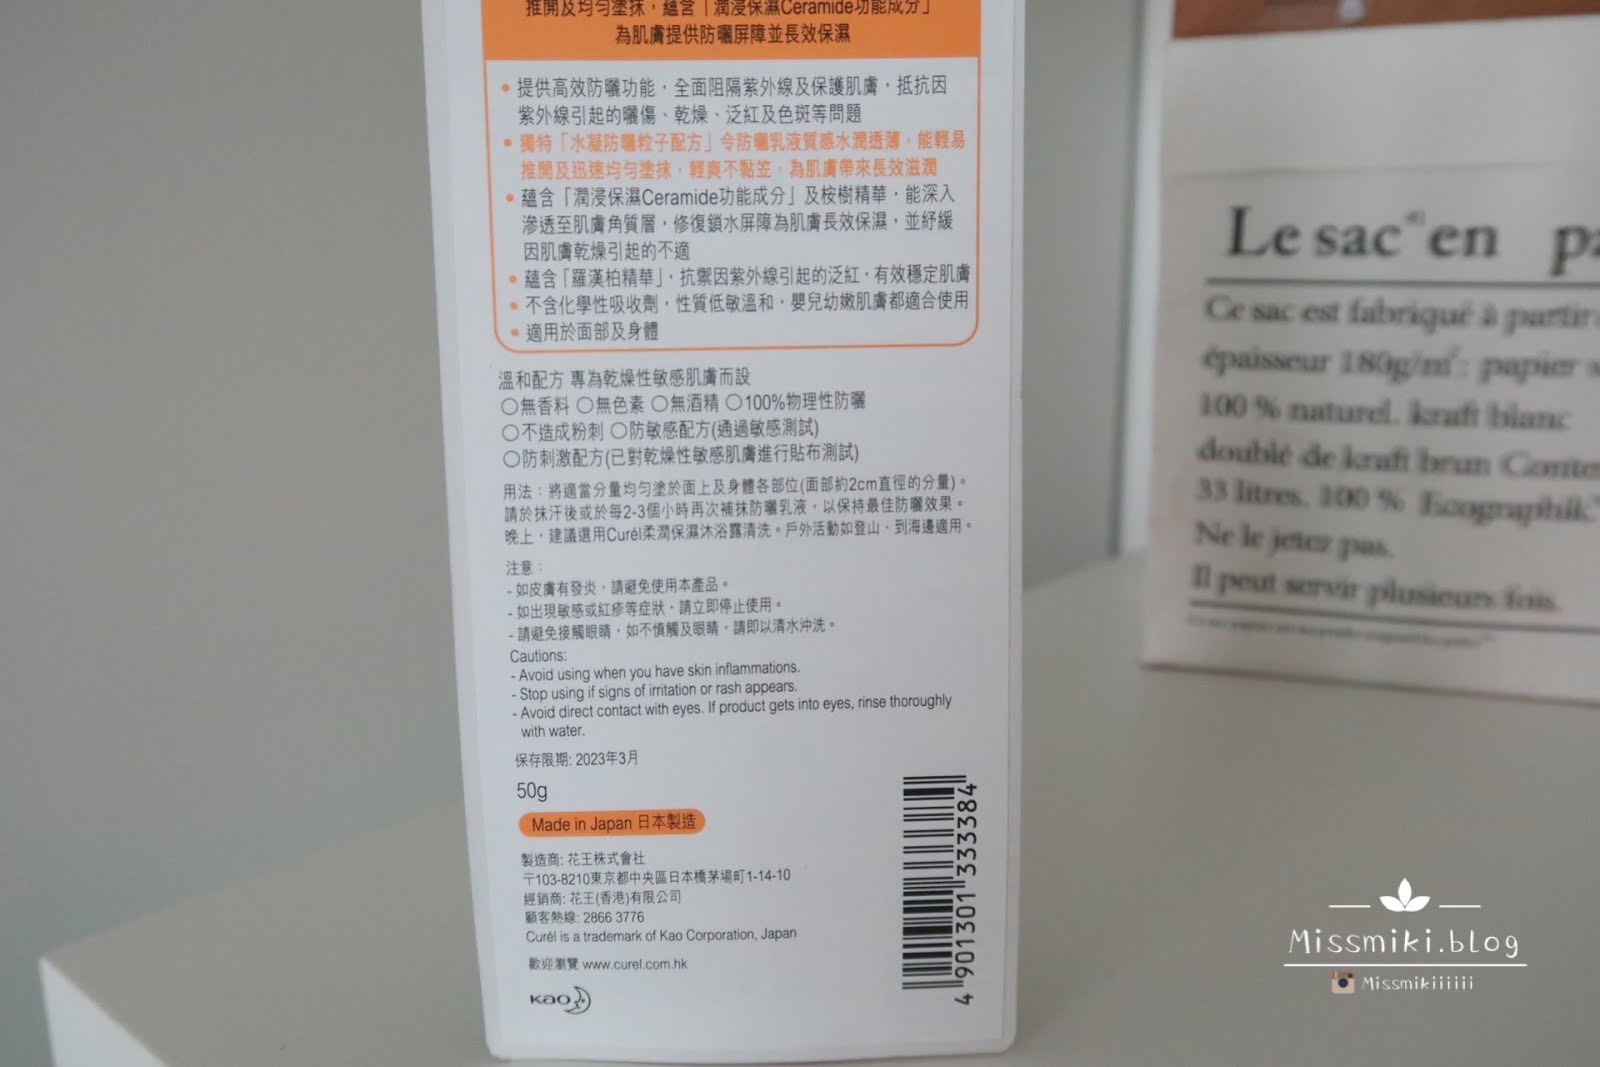 推開及均勻塗抹，蘊含「潤浸保濕Ceramide功能成分」
為肌膚提供防曬屏障並長效保濕
• 提供高效防曬功能，全面阻隔紫外線及保護肌膚，抵抗因
紫外線引起的曬傷、乾燥、泛紅及色斑等問題
• 獨特「水凝防曬粒子配方」令防曬乳液質感水潤透薄，能輕易
推開及迅速均勻塗抹，輕爽不黏笠，為肌膚帶來長效滋潤
• 蘊含「潤浸保濕Ceramide功能成分」及桉樹精華，能深入
滲透至肌膚角質層，修復鎖水屏障為肌膚長效保濕，並紓緩
因肌膚乾燥引起的不適
• 蘊含「羅漢柏精華」，抗禦因紫外線引起的泛紅，有效穩定肌膚
• 不含化學性吸收劑，性質低敏溫和，嬰兒幼嫩肌膚都適合使用
• 適用於面部及身體
溫和配方 專為乾燥性敏感肌膚而設
○無香料 ○無色素 ○無酒精 ○100%物理性防曬
○不造成粉刺 ○防敏感配方(通過敏感測試)
○防刺激配方(已對乾燥性敏感肌膚進行貼布測試)
用法：將適當分量均勻塗於面上及身體各部位(面部約2cm直徑的分量)。
請於抹汗後或於每2-3個小時再次補抹防曬乳液，以保持最佳防曬效果。
晚上，建議選用Curél柔潤保濕沐浴露清洗。戶外活動如登山、到海邊適用。
注意：
- 如皮膚有發炎，請避免使用本產品。
- 如出現敏感或紅疹等症狀，請立即停止使用。
- 請避免接觸眼睛，如不慎觸及眼睛，請即以清水沖洗。
Cautions:
- Avoid using when you have skin inflammations.
- Stop using if signs of irritation or rash appears.
- Avoid direct contact with eyes. If product gets into eyes, rinse thoroughly
with water.
保存限期: 2023年3月
50g
Made in Japan 日本製造
製造商: 花王株式會社
〒103-8210東京都中央區日本橋茅場町1-14-10
經銷商: 花王(香港)有限公司
顧客熱線: 2866 3776
Curél is a trademark of Kao Corporation, Japan
歡迎瀏覽 www.curel.com.hk
Kao
4 901301 333384
Le sac en pa
Ce sac est fabriqué à partir
épaisseur 180g/m²: papier
100 % naturel. kraft blanc
doublé de kraft brun Conte
33 litres. 100 % Ecographik
Ne le jetez pas.
Il peut servir plusieurs fois.
Missmiki.blog
Missmikiiiiii